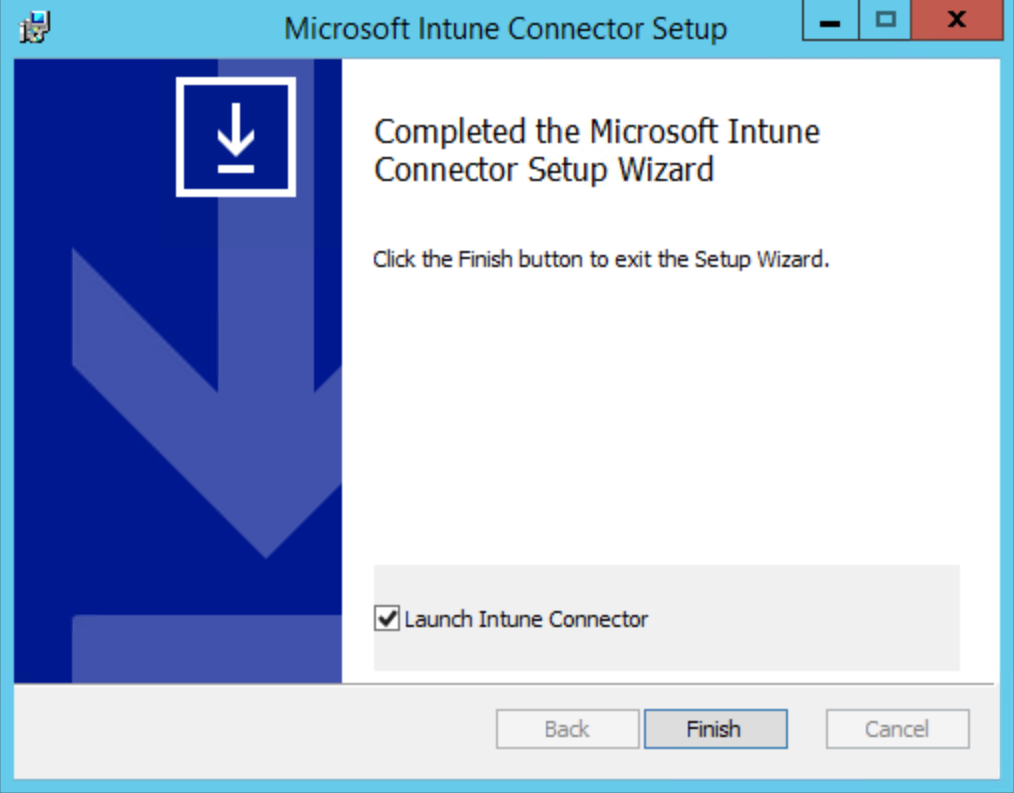 Microsoft Intune Connector Setup
Completed the Microsoft Intune
Connector Setup Wizard
Click the Finish button to exit the Setup Wizard.
Launch Intune Connector
Back Finish Cancel